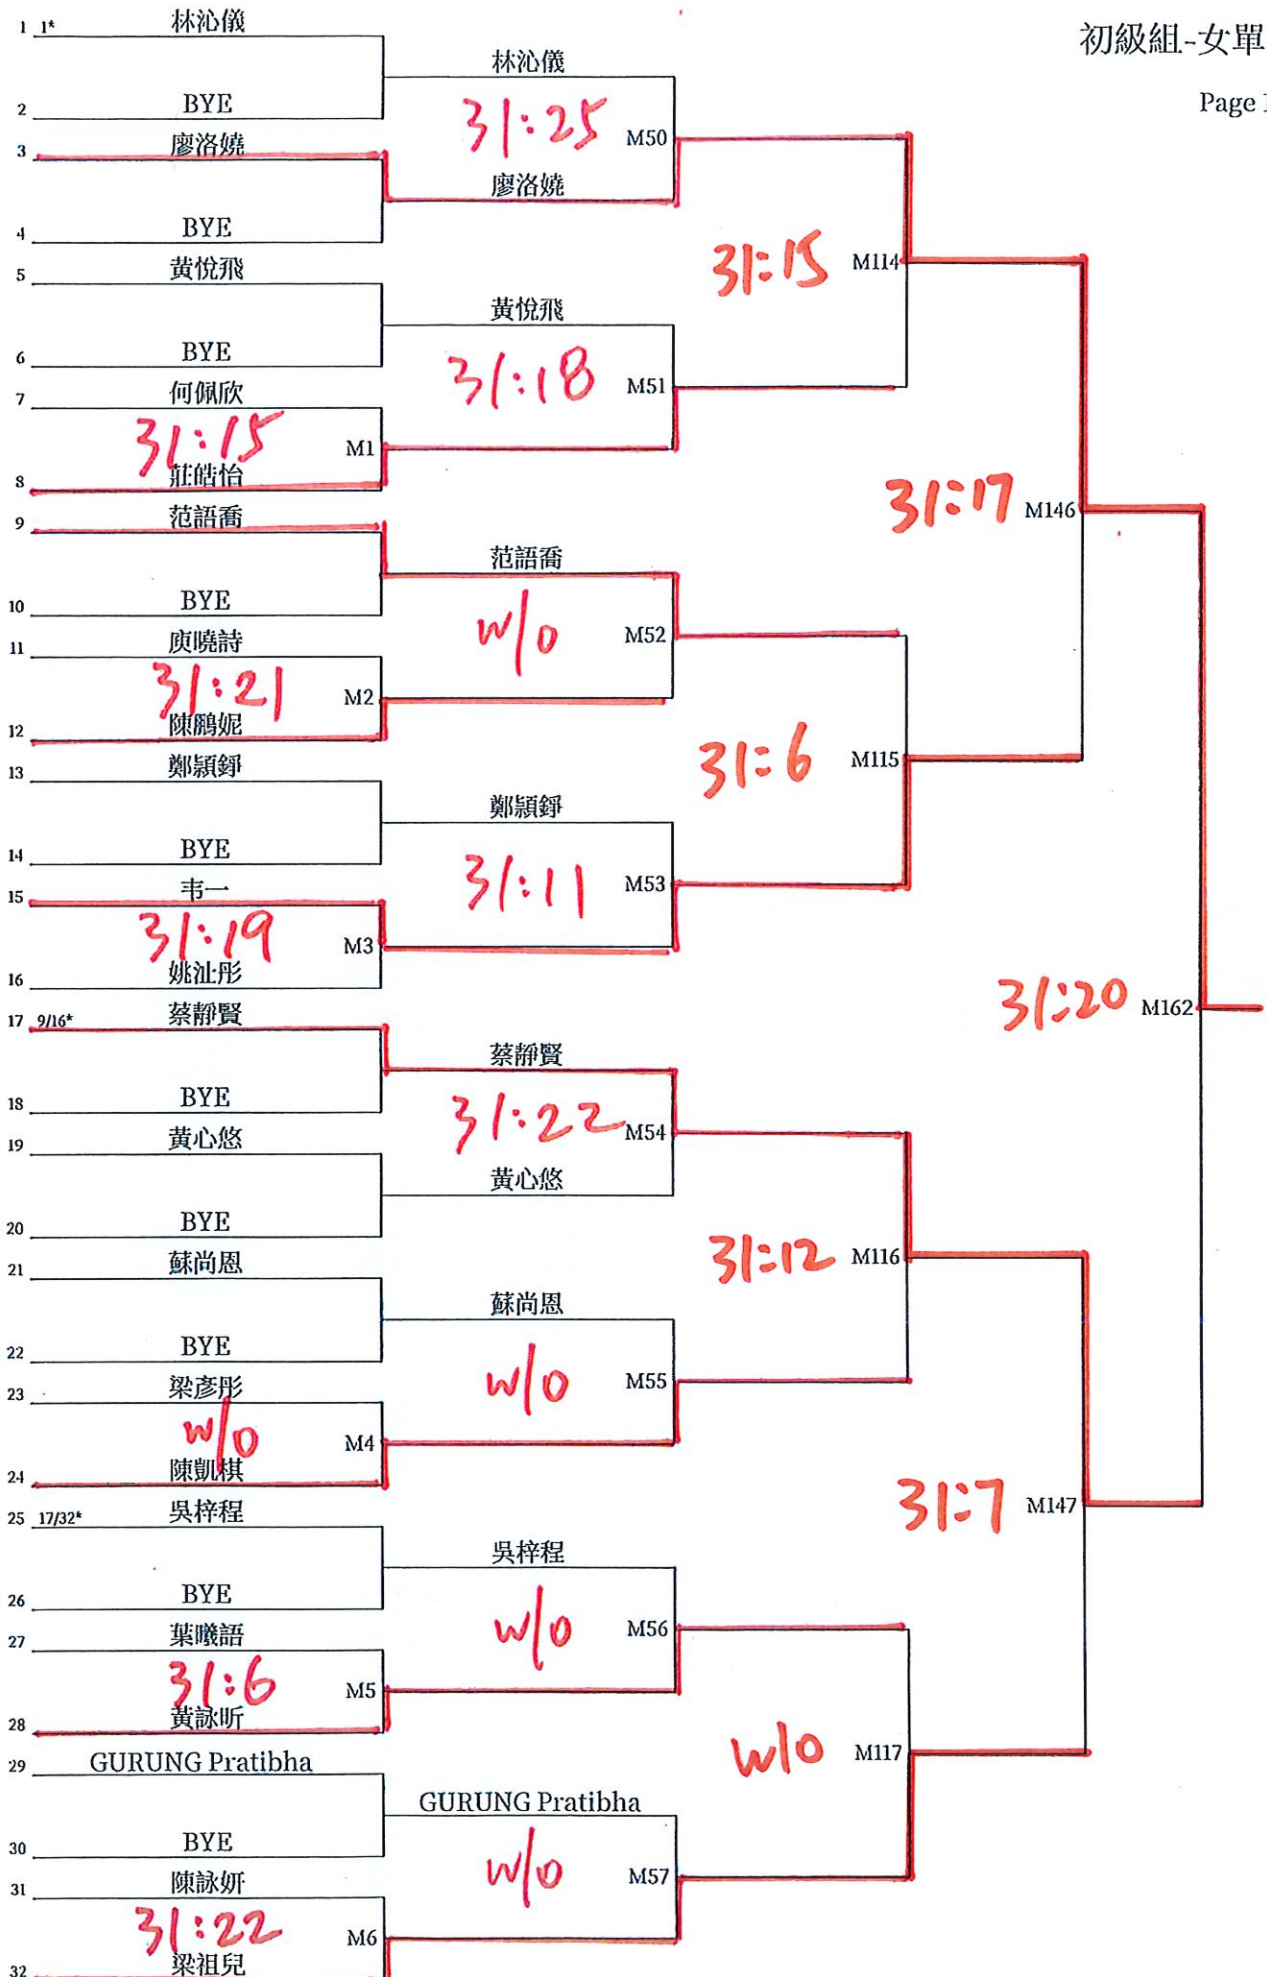 初級組-女單
Page 1
1 1* 林沁儀
林沁儀
2 BYE
31:25 M50
3 廖洛嬈
廖洛嬈
4 BYE
31:15 M114
5 黃悅飛
黃悅飛
6 BYE
31:18 M51
7 何佩欣
31:15 M1
8 莊皓怡
31:17 M146
9 范語喬
范語喬
10 BYE
w/o M52
11 庾曉詩
31:21 M2
12 陳鵬妮
31:6 M115
13 鄭頴錚
鄭頴錚
14 BYE
31:11 M53
15 韦一
31:19 M3
16 姚沚彤
31:20 M162
17 9/16* 蔡靜賢
蔡靜賢
18 BYE
31:22 M54
19 黃心悠
黃心悠
20 BYE
31:12 M116
21 蘇尚恩
蘇尚恩
22 BYE
w/o M55
23 梁彥彤
w/o M4
24 陳凱棋
31:7 M147
25 17/32* 吳梓程
吳梓程
26 BYE
w/o M56
27 葉曦語
31:6 M5
28 黃詠昕
w/o M117
29 GURUNG Pratibha
GURUNG Pratibha
30 BYE
w/o M57
31 陳詠妍
31:22 M6
32 梁祖兒